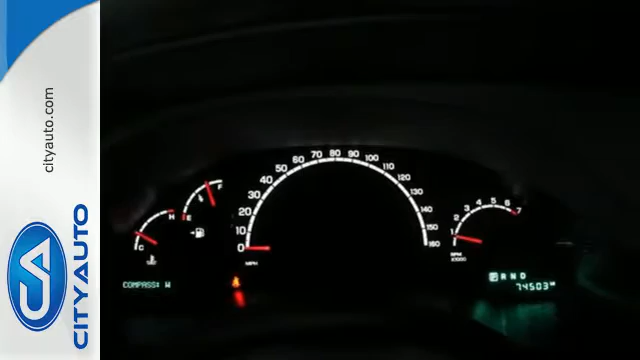 cityauto.com
CITYAUTO
CA
C H
E F
0 10 20 30 40 50 60 70 80 90 100 110 120 130 140 150 160
MPH
1 2 3 4 5 6 7
RPM
X1000
COMPASS: W
P R N D
74503